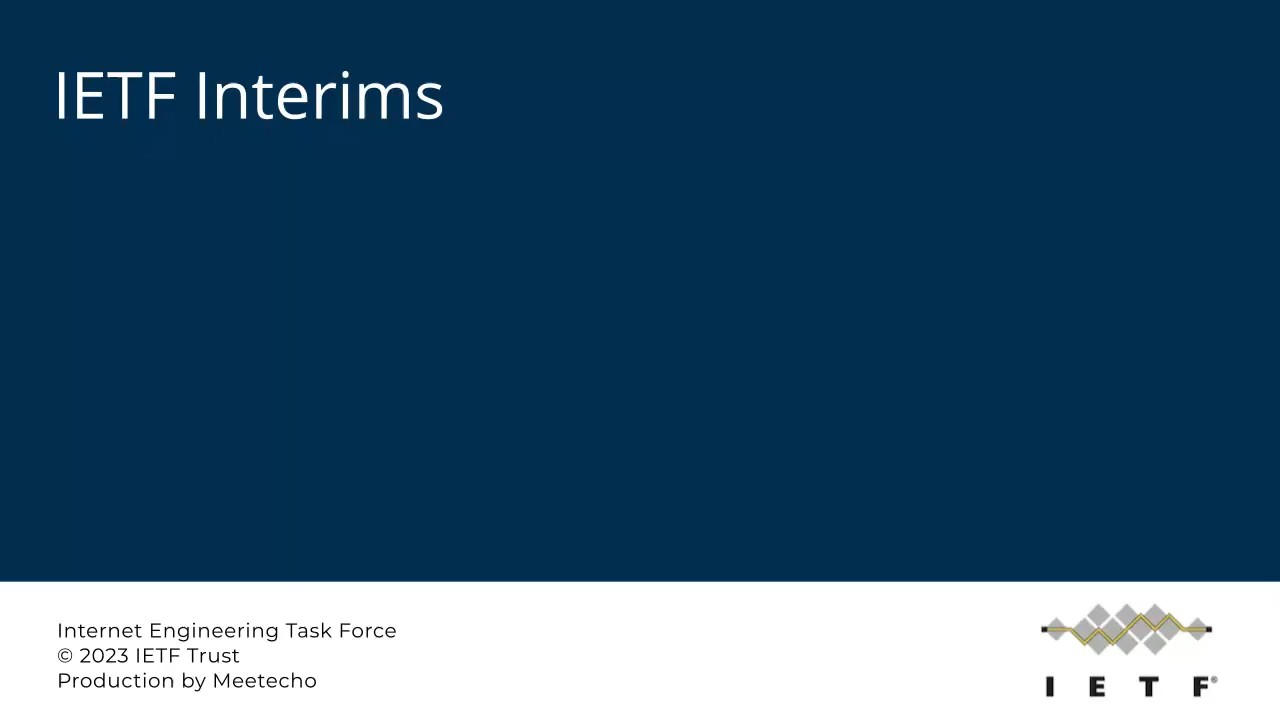 IETF Interims
Internet Engineering Task Force
© 2023 IETF Trust
Production by Meetecho
I E T F®